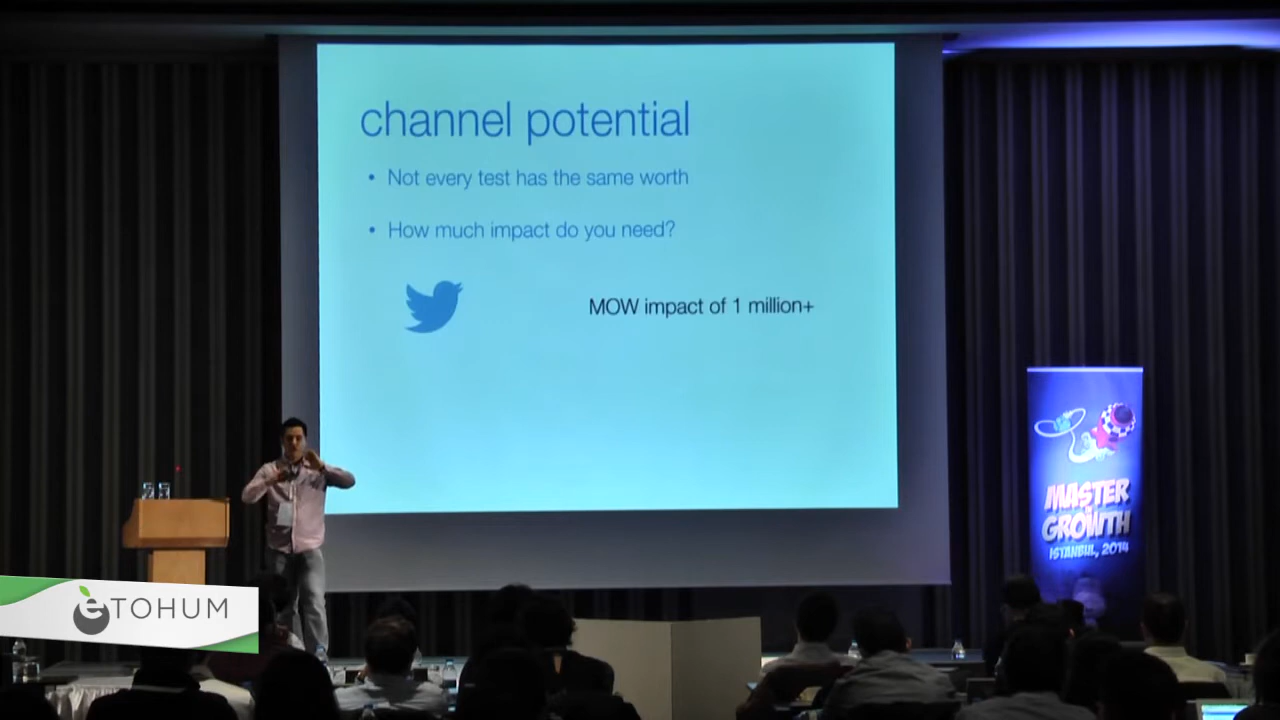 channel potential
• Not every test has the same worth
• How much impact do you need?
MOW impact of 1 million+
MASTER
GROWTH
ISTANBUL, 2014
eTOHUM